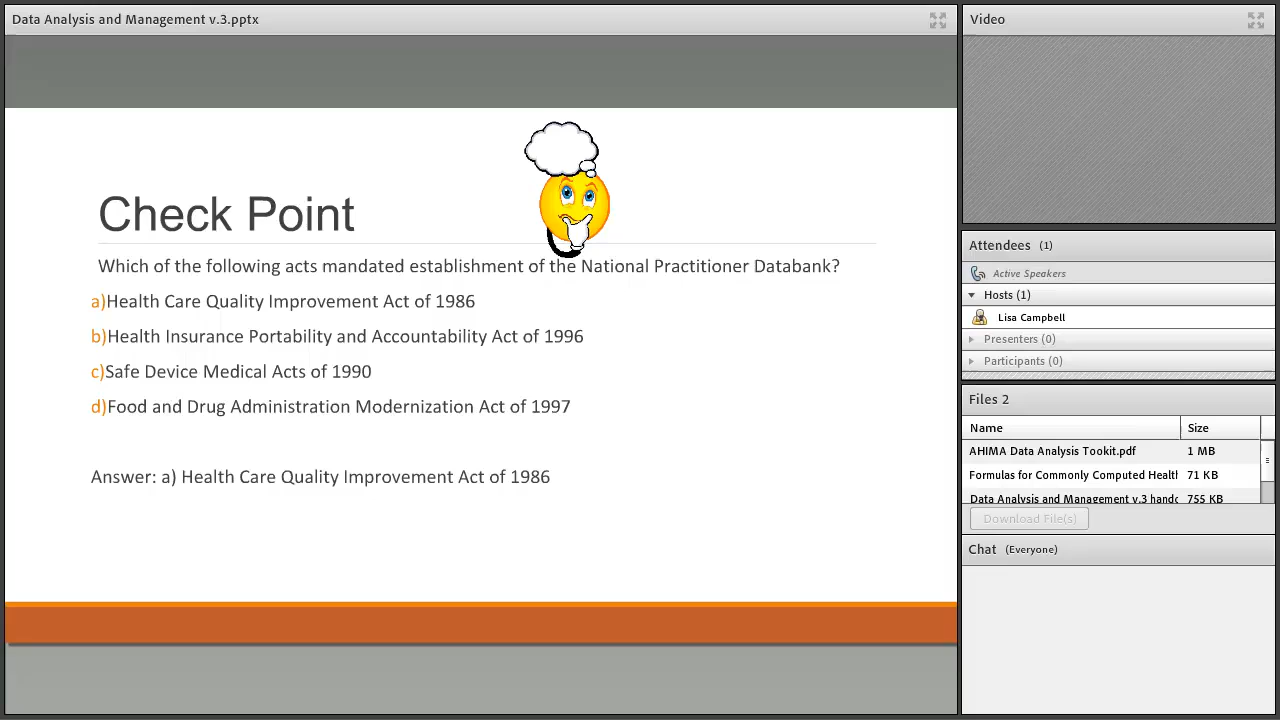 Data Analysis and Management v.3.pptx
Check Point
Which of the following acts mandated establishment of the National Practitioner Databank?
a)Health Care Quality Improvement Act of 1986
b)Health Insurance Portability and Accountability Act of 1996
c)Safe Device Medical Acts of 1990
d)Food and Drug Administration Modernization Act of 1997
Answer: a) Health Care Quality Improvement Act of 1986
Video
Attendees (1)
Active Speakers
Hosts (1)
Lisa Campbell
Presenters (0)
Participants (0)
Files 2
Name Size
AHIMA Data Analysis Tookit.pdf 1 MB
Formulas for Commonly Computed Healt 71 KB
Data Analysis and Management v.3 hando 755 KB
Download File(s)
Chat (Everyone)